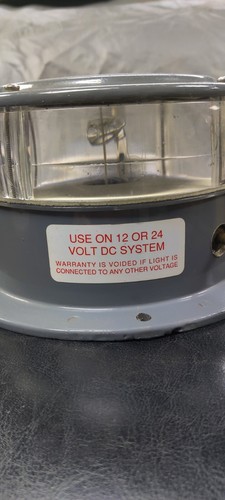 USE ON 12 OR 24
VOLT DC SYSTEM
WARRANTY IS VOIDED IF LIGHT IS
CONNECTED TO ANY OTHER VOLTAGE